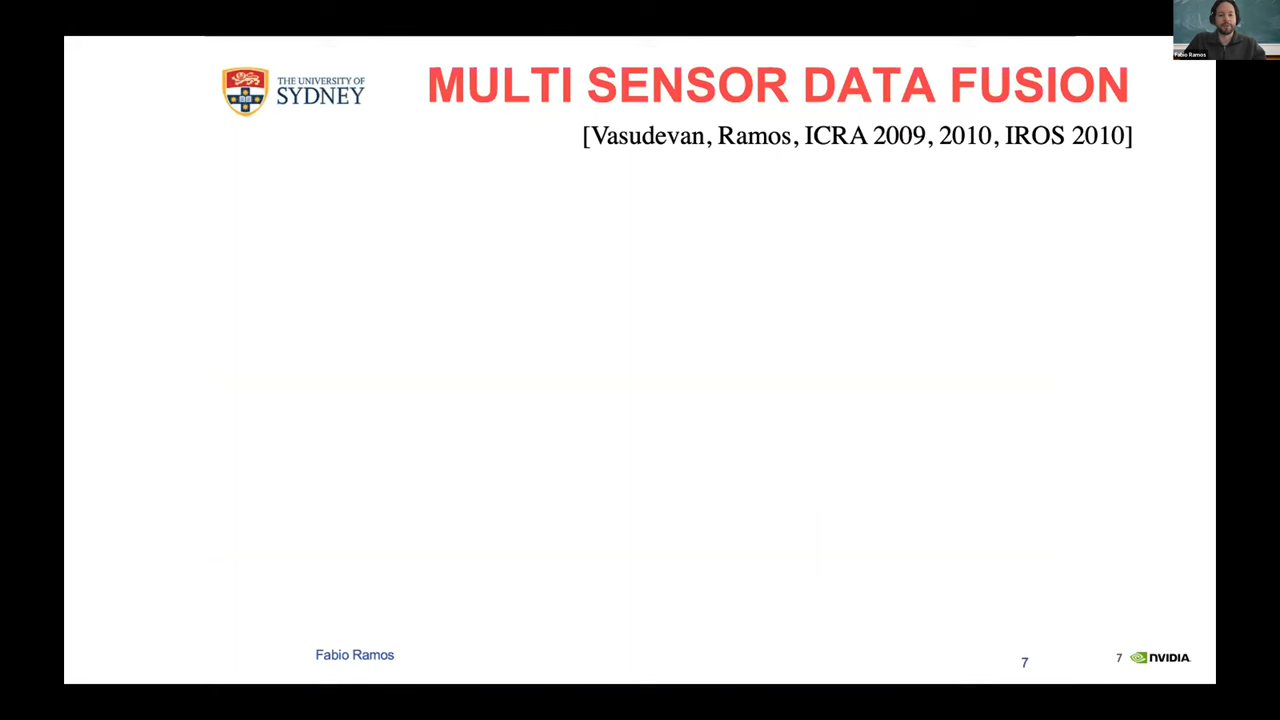 Fabio Ramos
THE UNIVERSITY OF
SYDNEY
MULTI SENSOR DATA FUSION
[Vasudevan, Ramos, ICRA 2009, 2010, IROS 2010]
Fabio Ramos
7
7
NVIDIA